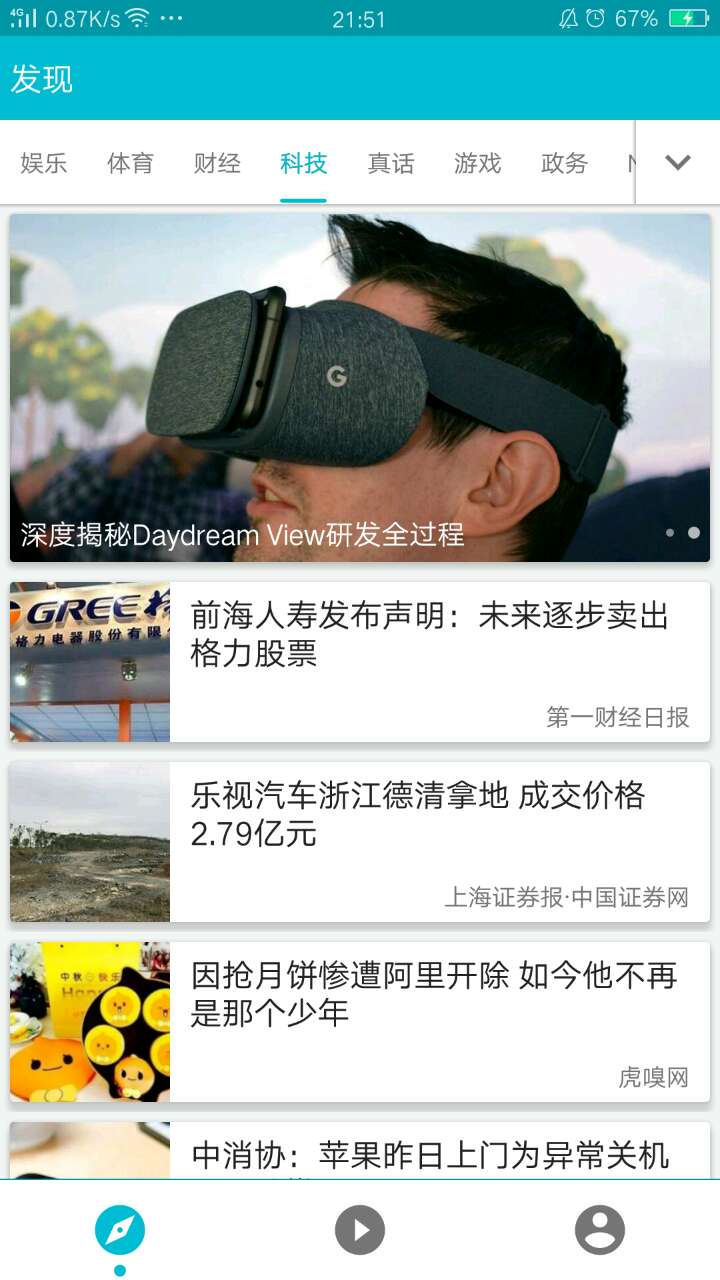 4G 0.87K/s 21:51 67%
发现
娱乐 体育 财经 科技 真话 游戏 政务
G
深度揭秘Daydream View研发全过程
GREE
格力电器股份有限
前海人寿发布声明：未来逐步卖出
格力股票
第一财经日报
乐视汽车浙江德清拿地 成交价格
2.79亿元
上海证券报·中国证券网
中秋 快乐
因抢月饼惨遭阿里开除 如今他不再
是那个少年
虎嗅网
中消协：苹果昨日上门为异常关机